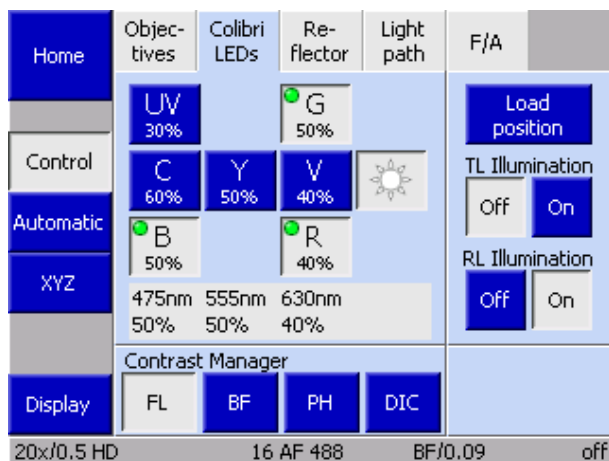 Home
Objec-
tives
Colibri
LEDs
Re-
flector
Light
path
F/A
UV
30%
G
50%
Load
position
Control
C
60%
Y
50%
V
40%
TL Illumination
Off
On
Automatic
B
50%
R
40%
RL Illumination
Off
On
XYZ
475nm 555nm 630nm
50% 50% 40%
Contrast Manager
Display
FL
BF
PH
DIC
20x/0.5 HD 16 AF 488 BF/0.09 off